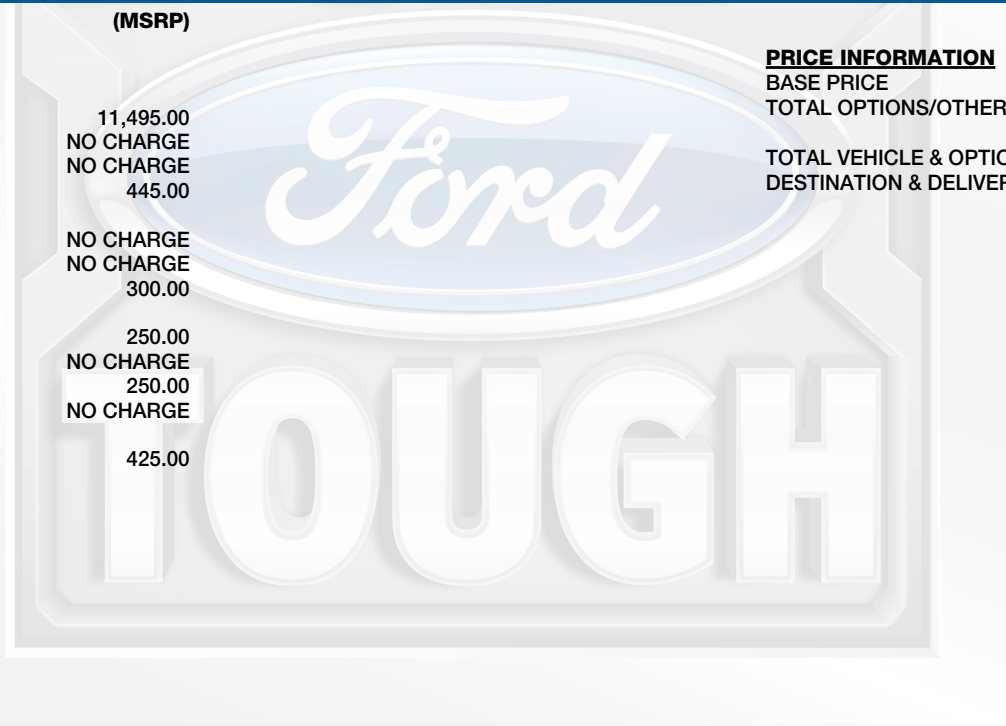 (MSRP)
11,495.00
NO CHARGE
NO CHARGE
445.00
NO CHARGE
NO CHARGE
300.00
250.00
NO CHARGE
250.00
NO CHARGE
425.00
PRICE INFORMATION
BASE PRICE
TOTAL OPTIONS/OTHER
TOTAL VEHICLE & OPTIO
DESTINATION & DELIVER
Ford
TOUGH